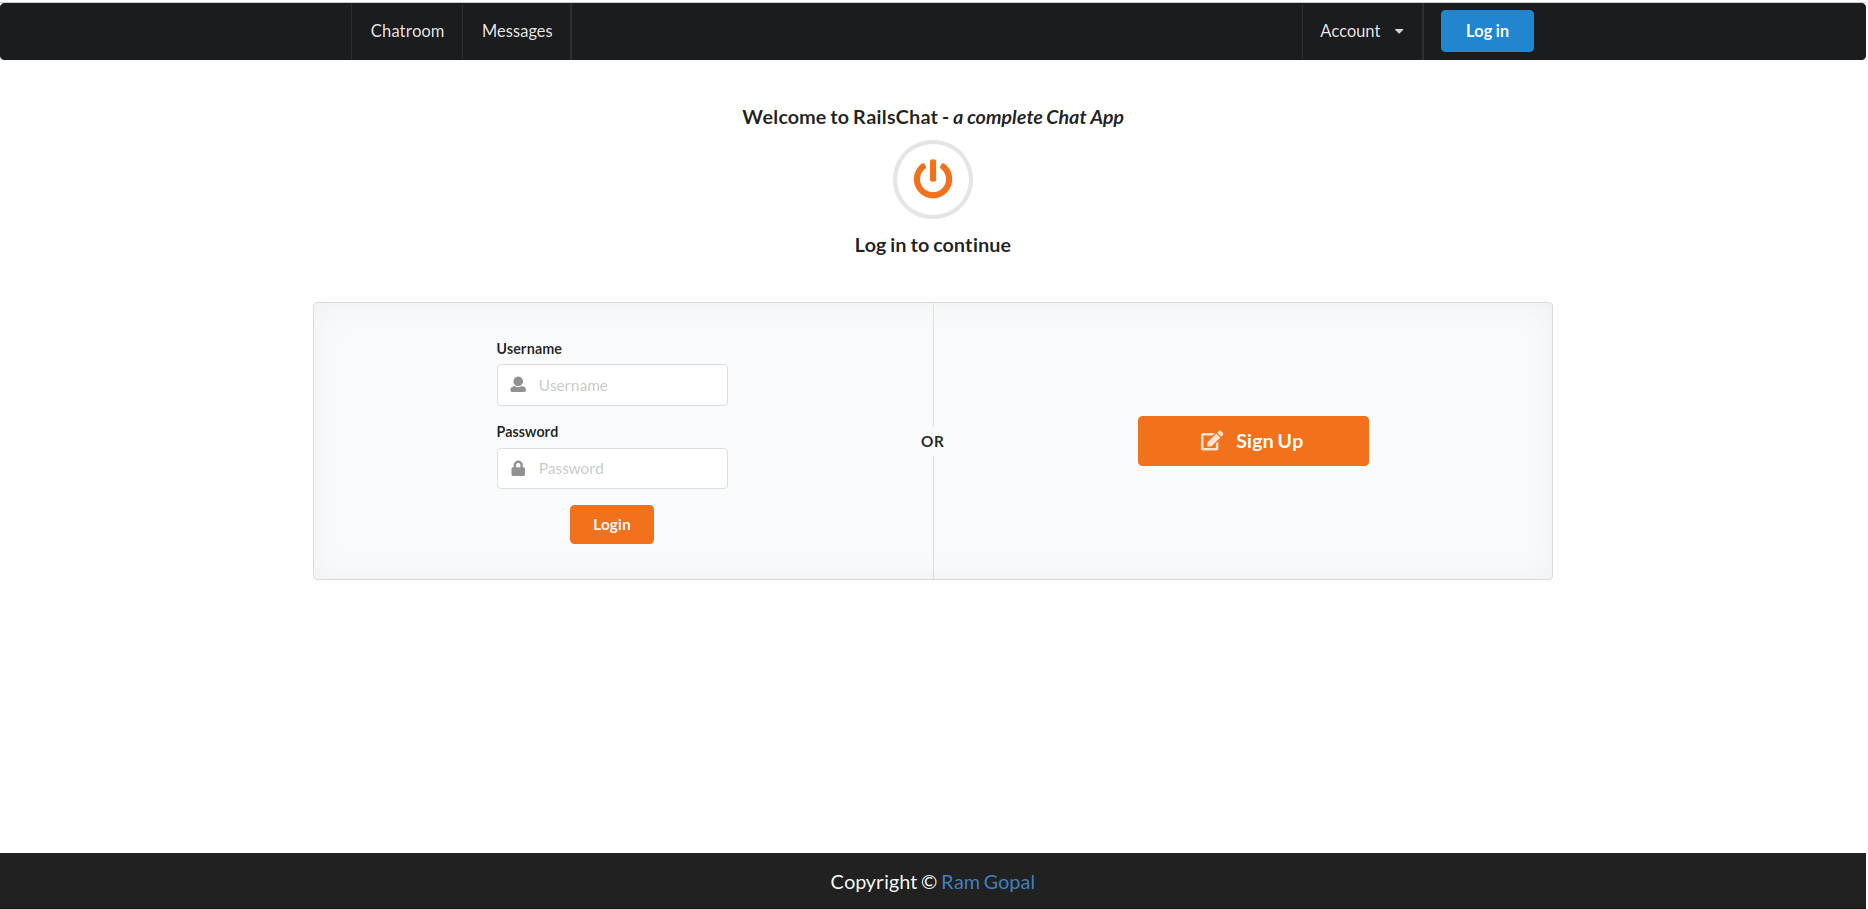 Chatroom Messages Account Log in
Welcome to RailsChat - a complete Chat App
Log in to continue
Username
Username
Password
Password
Login
OR
Sign Up
Copyright © Ram Gopal